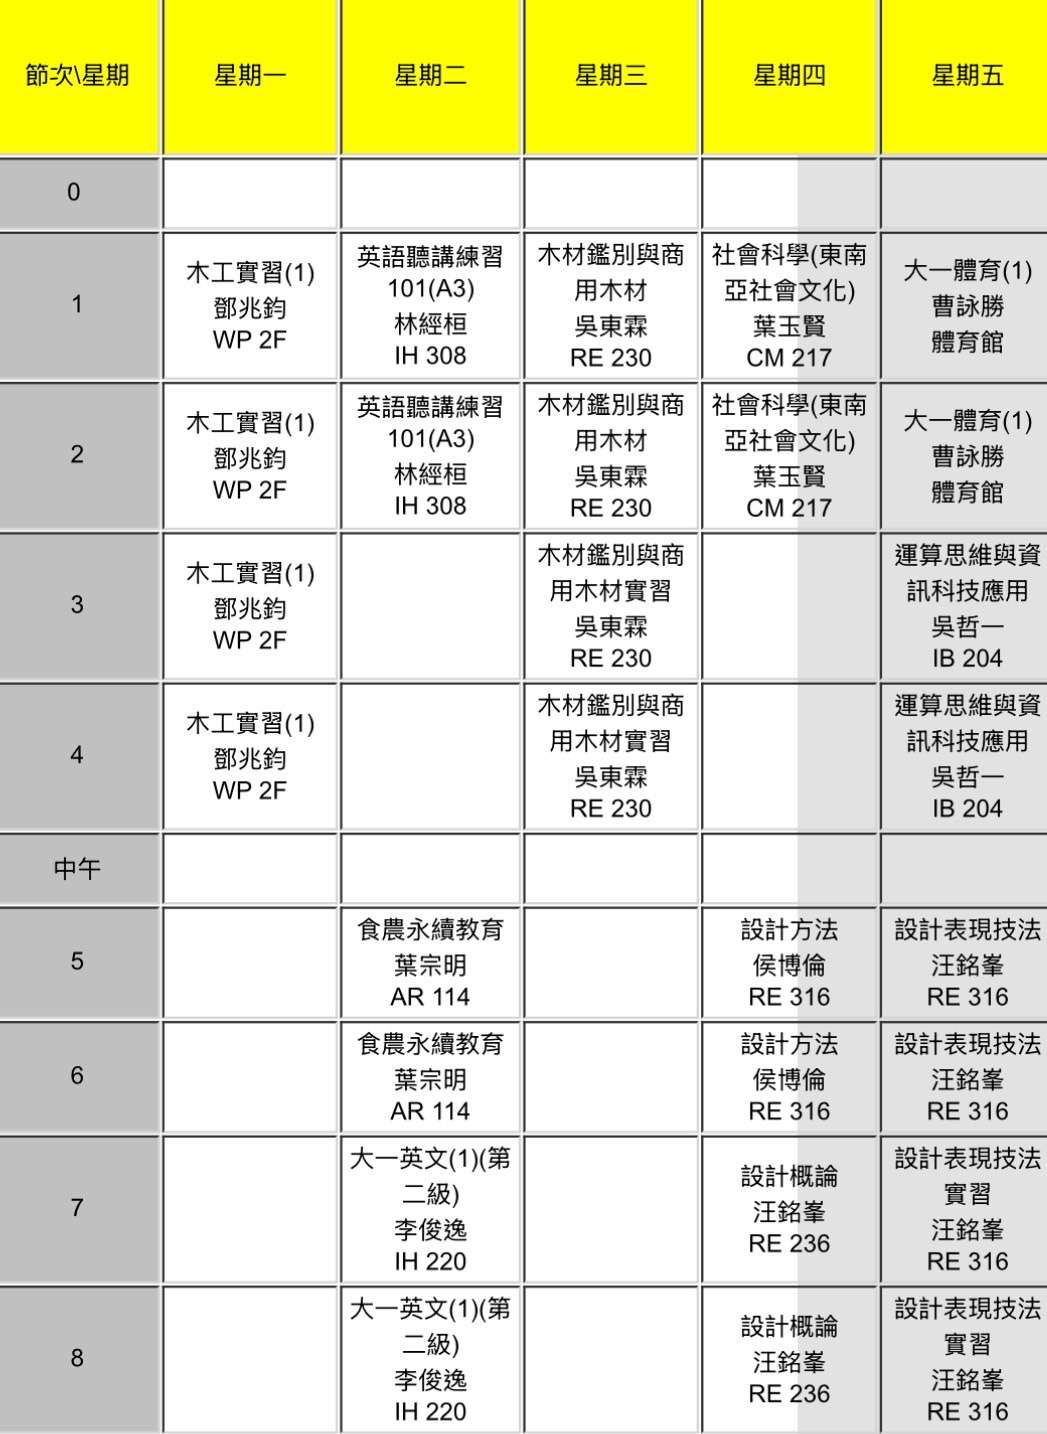 節次\星期 星期一 星期二 星期三 星期四 星期五
0
1
木工實習(1)
鄧兆鈞
WP 2F
英語聽講練習
101(A3)
林經桓
IH 308
木材鑑別與商
用木材
吳東霖
RE 230
社會科學(東南
亞社會文化)
葉玉賢
CM 217
大一體育(1)
曹詠勝
體育館
2
木工實習(1)
鄧兆鈞
WP 2F
英語聽講練習
101(A3)
林經桓
IH 308
木材鑑別與商
用木材
吳東霖
RE 230
社會科學(東南
亞社會文化)
葉玉賢
CM 217
大一體育(1)
曹詠勝
體育館
3
木工實習(1)
鄧兆鈞
WP 2F
木材鑑別與商
用木材實習
吳東霖
RE 230
運算思維與資
訊科技應用
吳哲一
IB 204
4
木工實習(1)
鄧兆鈞
WP 2F
木材鑑別與商
用木材實習
吳東霖
RE 230
運算思維與資
訊科技應用
吳哲一
IB 204
中午
5
食農永續教育
葉宗明
AR 114
設計方法
侯博倫
RE 316
設計表現技法
汪銘峯
RE 316
6
食農永續教育
葉宗明
AR 114
設計方法
侯博倫
RE 316
設計表現技法
汪銘峯
RE 316
7
大一英文(1)(第
二級)
李俊逸
IH 220
設計概論
汪銘峯
RE 236
設計表現技法
實習
汪銘峯
RE 316
8
大一英文(1)(第
二級)
李俊逸
IH 220
設計概論
汪銘峯
RE 236
設計表現技法
實習
汪銘峯
RE 316